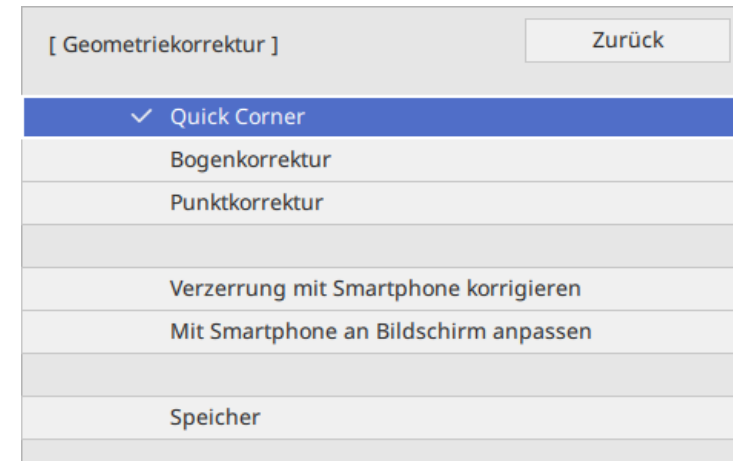 [ Geometriekorrektur ]
Zurück
Quick Corner
Bogenkorrektur
Punktkorrektur
Verzerrung mit Smartphone korrigieren
Mit Smartphone an Bildschirm anpassen
Speicher